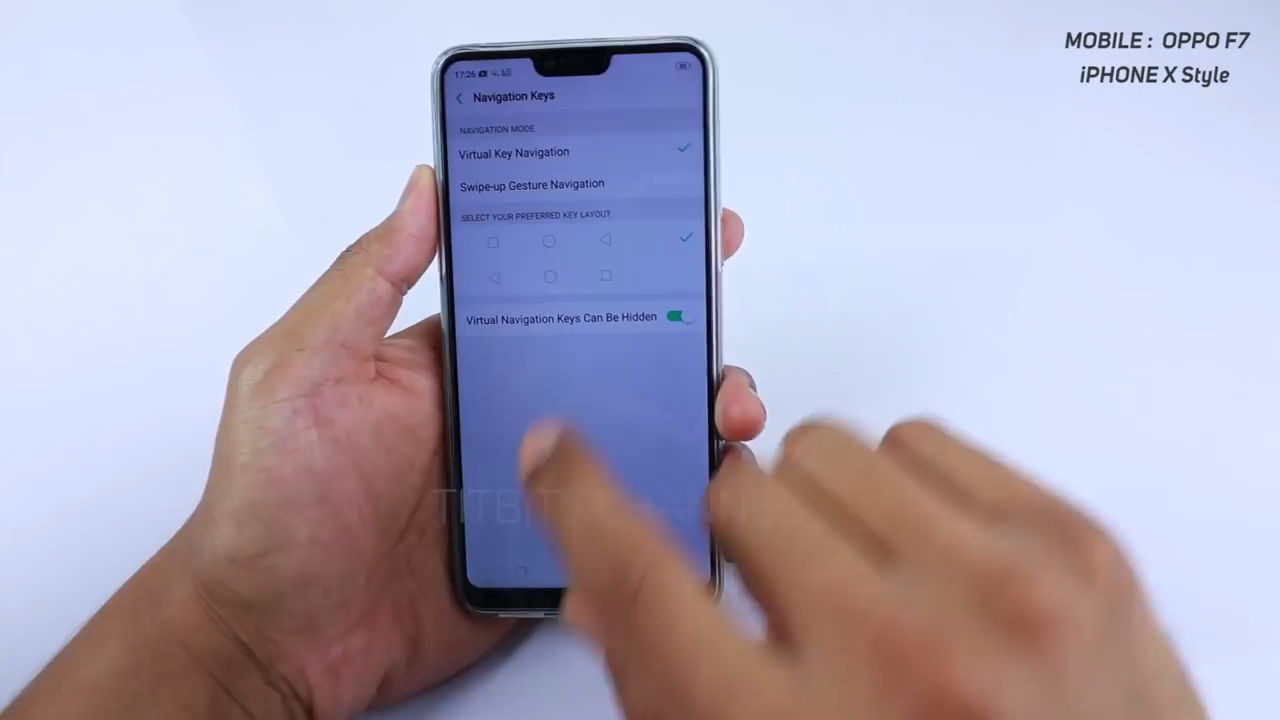 MOBILE : OPPO F7
iPHONE X Style
17:26
Navigation Keys
NAVIGATION MODE
Virtual Key Navigation
Swipe-up Gesture Navigation
SELECT YOUR PREFERRED KEY LAYOUT
Virtual Navigation Keys Can Be Hidden